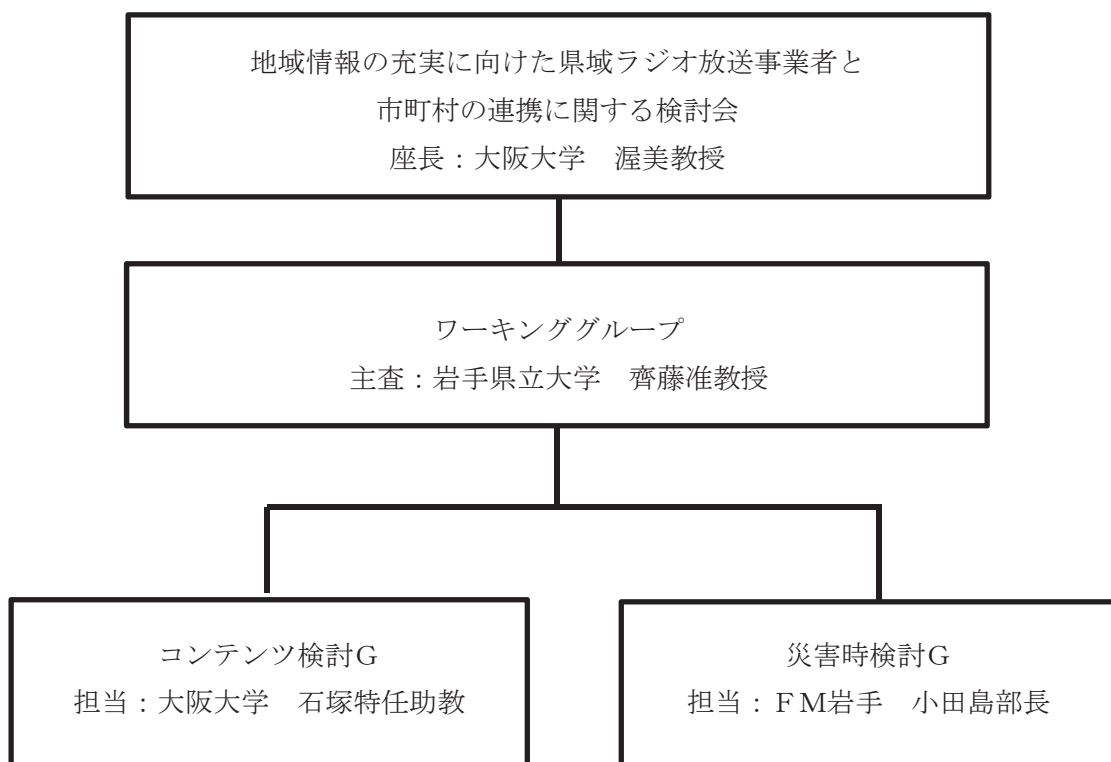 地域情報の充実に向けた県域ラジオ放送事業者と
市町村の連携に関する検討会
座長：大阪大学　渥美教授
ワーキンググループ
主査：岩手県立大学　齊藤准教授
コンテンツ検討G
担当：大阪大学　石塚特任助教
災害時検討G
担当：ＦＭ岩手　小田島部長